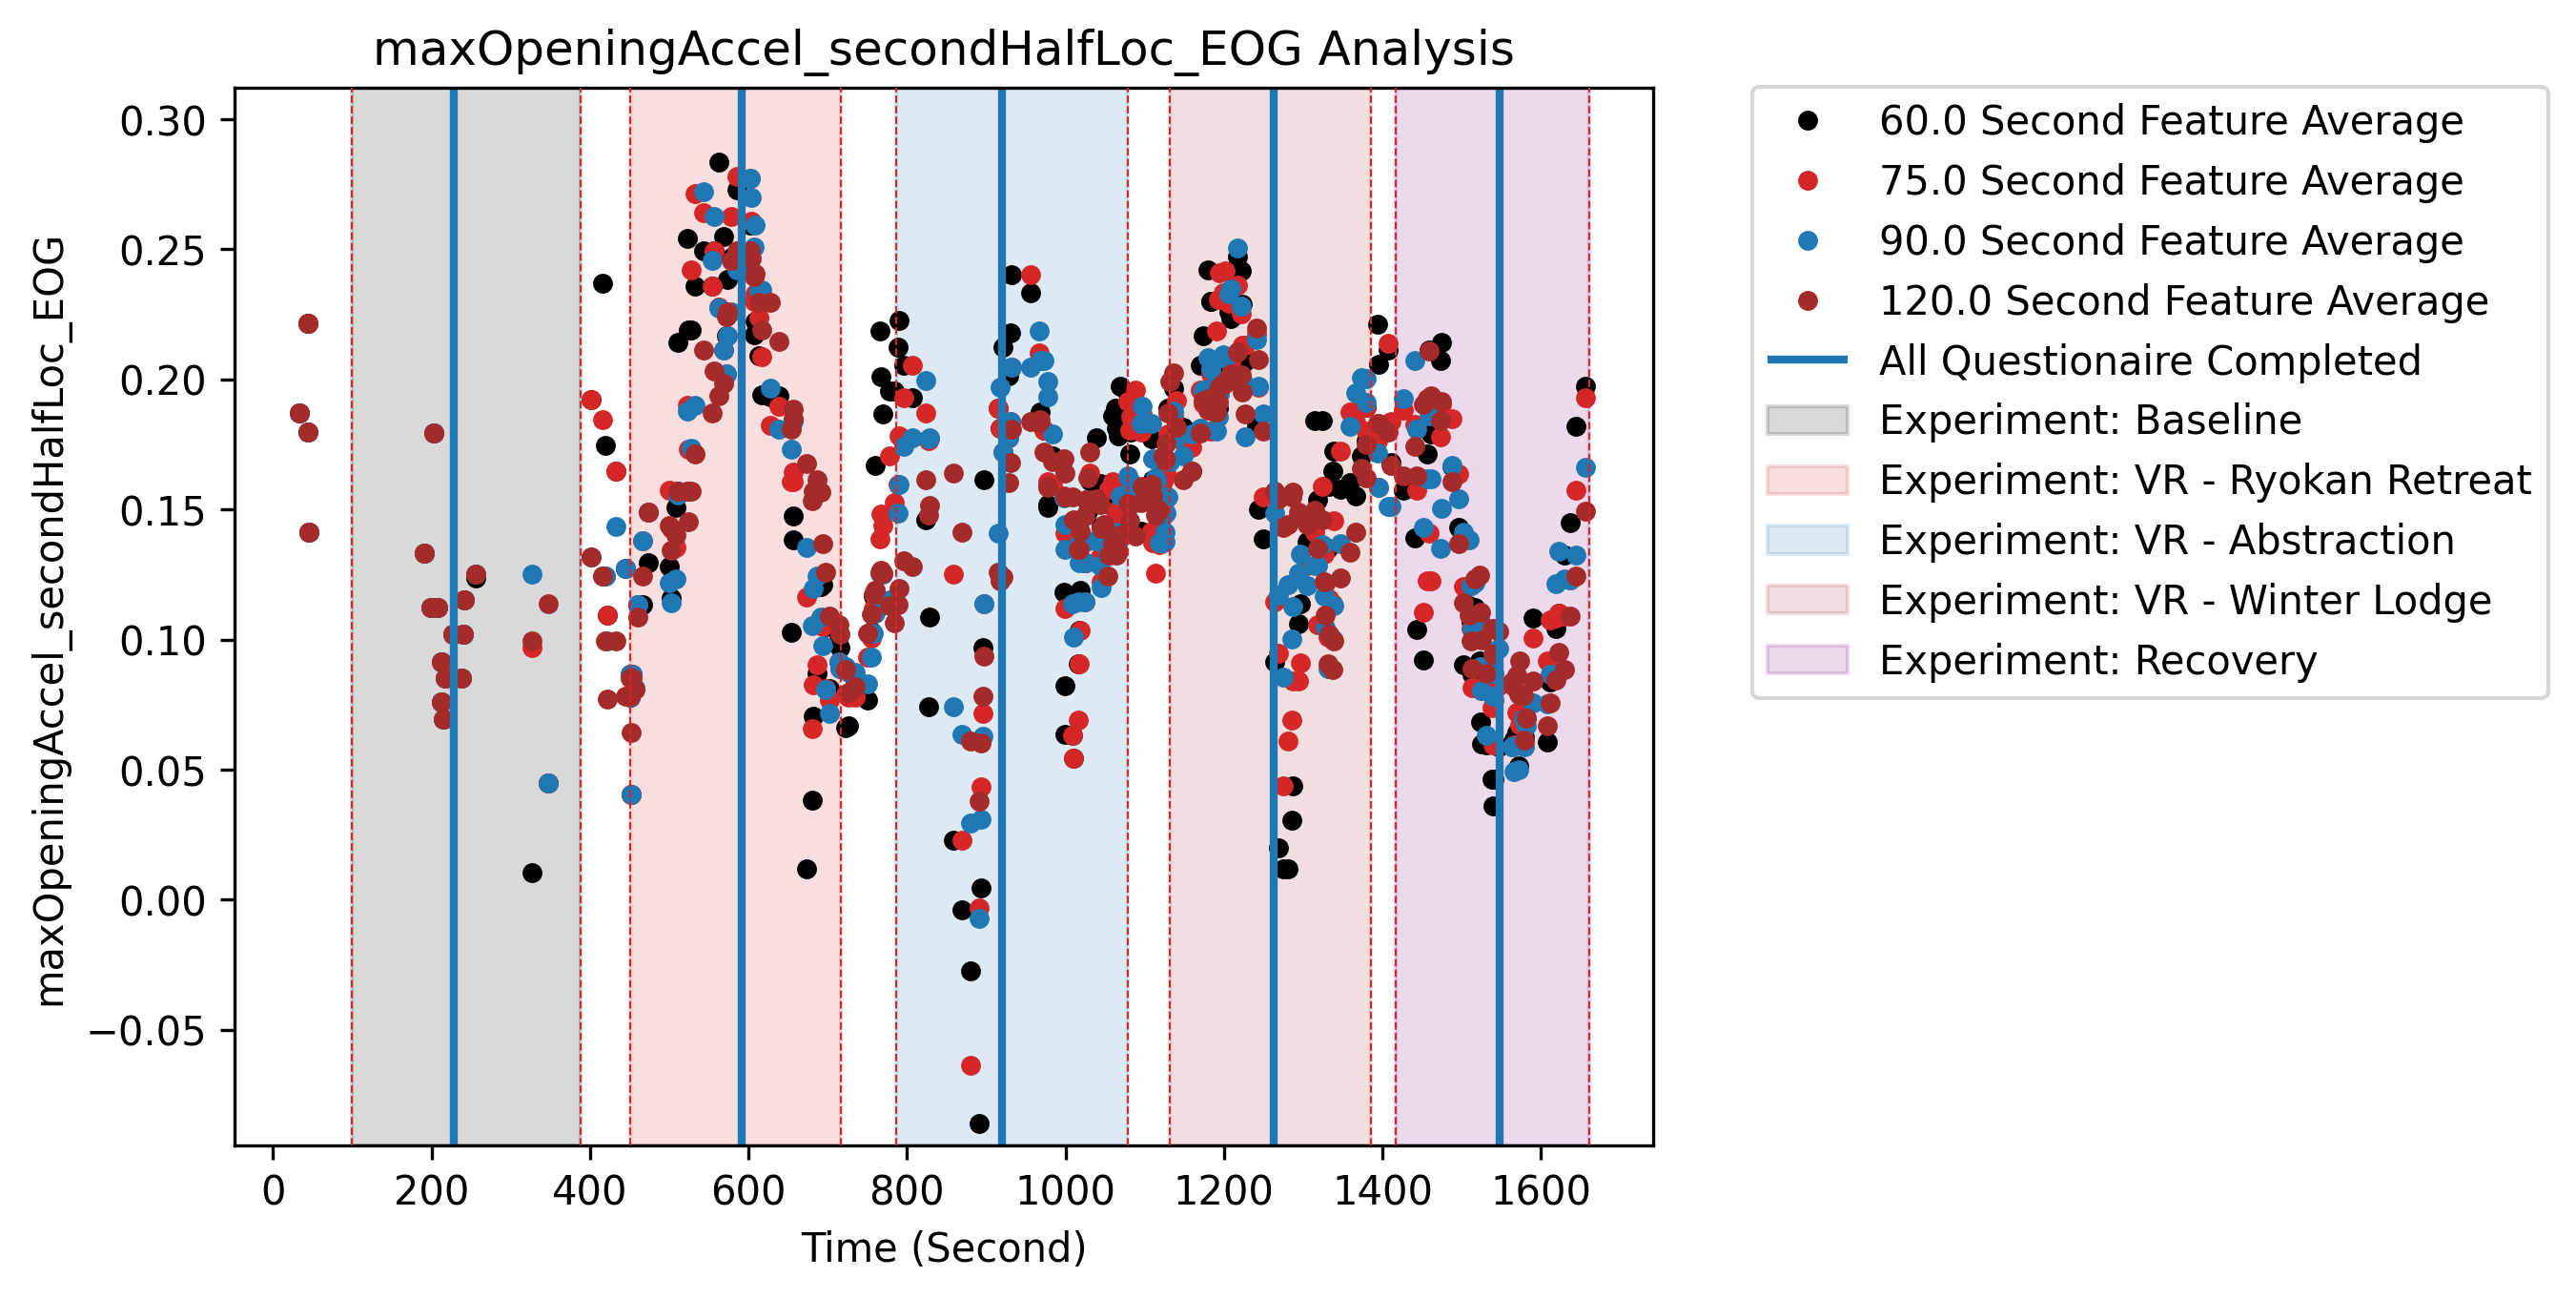 maxOpeningAccel_secondHalfLoc_EOG Analysis
maxOpeningAccel_secondHalfLoc_EOG
0.30
0.25
0.20
0.15
0.10
0.05
0.00
−0.05
0 200 400 600 800 1000 1200 1400 1600
Time (Second)
60.0 Second Feature Average
75.0 Second Feature Average
90.0 Second Feature Average
120.0 Second Feature Average
All Questionaire Completed
Experiment: Baseline
Experiment: VR - Ryokan Retreat
Experiment: VR - Abstraction
Experiment: VR - Winter Lodge
Experiment: Recovery